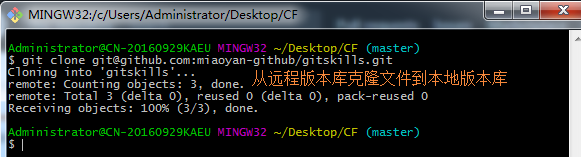 MINGW32:/c/Users/Administrator/Desktop/CF
Administrator@CN-20160929KAEU MINGW32 ~/Desktop/CF (master)
$ git clone git@github.com:miaoyan-github/gitskills.git
Cloning into 'gitskills'...
remote: Counting objects: 3, done.
从远程版本库克隆文件到本地版本库
remote: Total 3 (delta 0), reused 0 (delta 0), pack-reused 0
Receiving objects: 100% (3/3), done.
Administrator@CN-20160929KAEU MINGW32 ~/Desktop/CF (master)
$